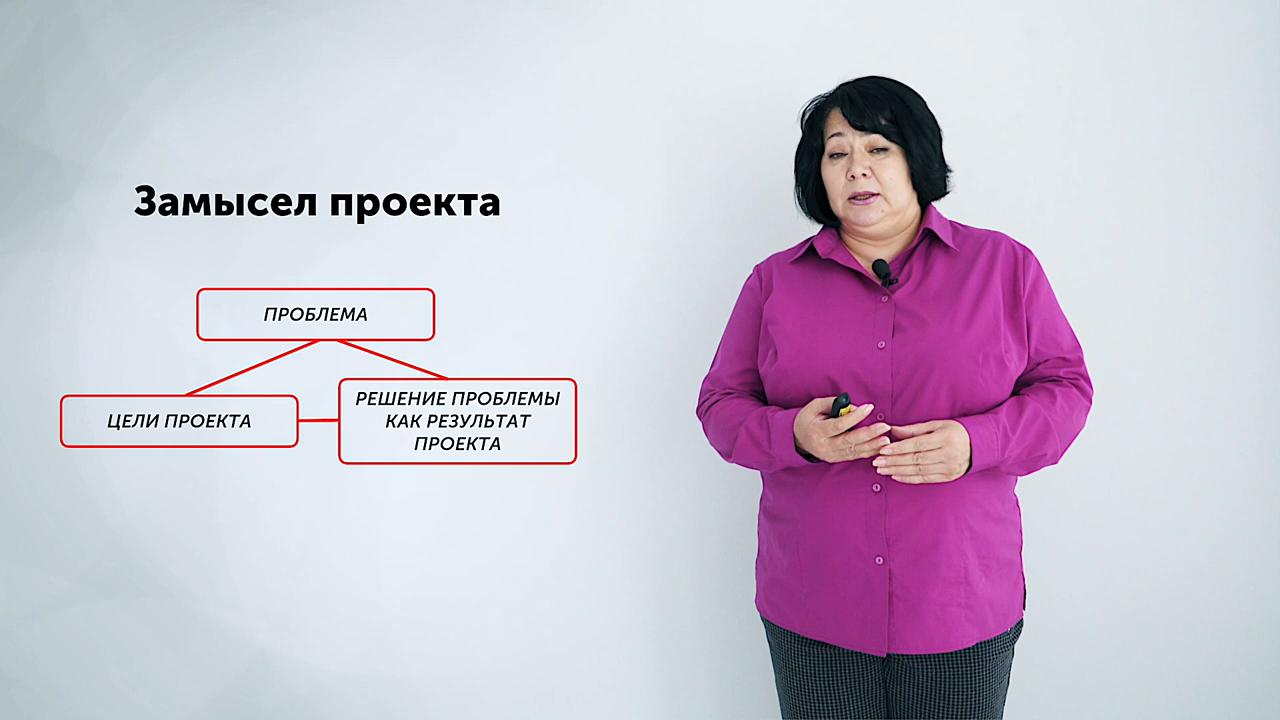 Замысел проекта
ПРОБЛЕМА
ЦЕЛИ ПРОЕКТА
РЕШЕНИЕ ПРОБЛЕМЫ
КАК РЕЗУЛЬТАТ
ПРОЕКТА